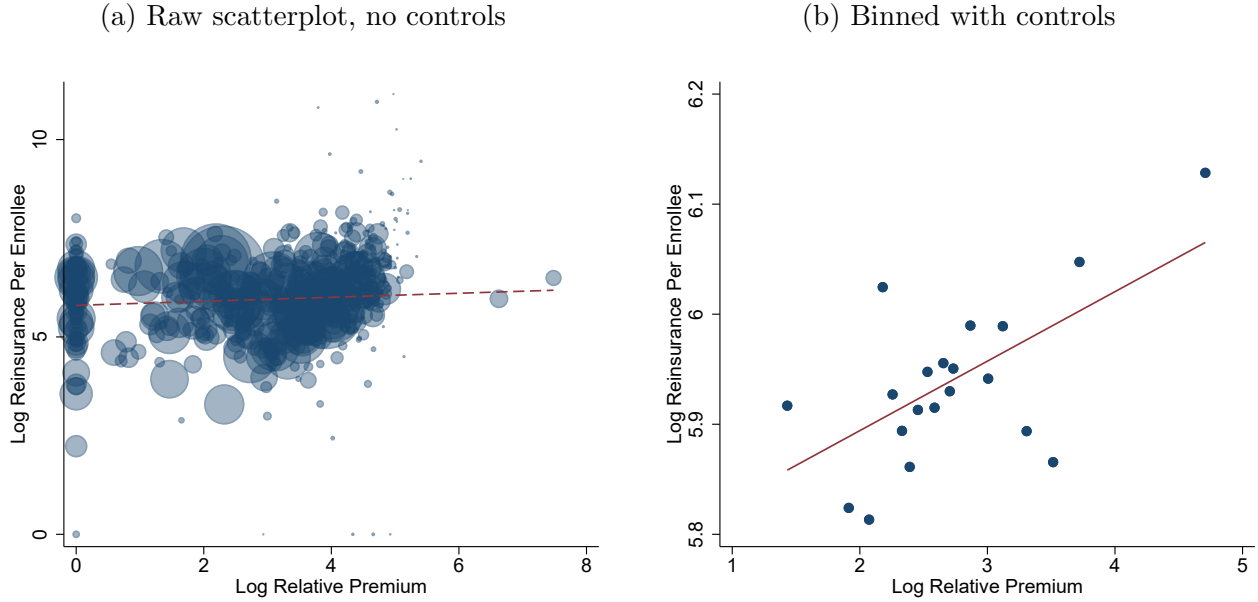 (a) Raw scatterplot, no controls
Log Reinsurance Per Enrollee
10
5
0
0 2 4 6 8
Log Relative Premium
(b) Binned with controls
Log Reinsurance Per Enrollee
6.2
6.1
6
5.9
5.8
1 2 3 4 5
Log Relative Premium